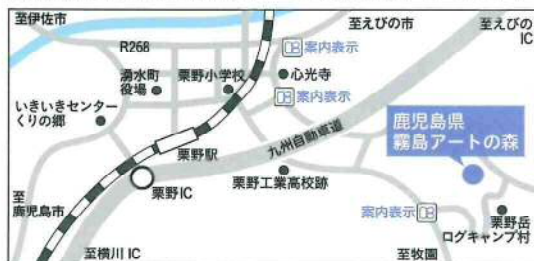 至伊佐市
至えびの市
至えびの
IC
R268
案内表示
湧水町
役場
栗野小学校
心光寺
案内表示
いきいきセンター
くりの郷
九州自動車道
鹿児島県
霧島アートの森
栗野駅
栗野IC
栗野工業高校跡
至
鹿児島市
案内表示
栗野岳
ログキャンプ村
至横川 IC
至牧園